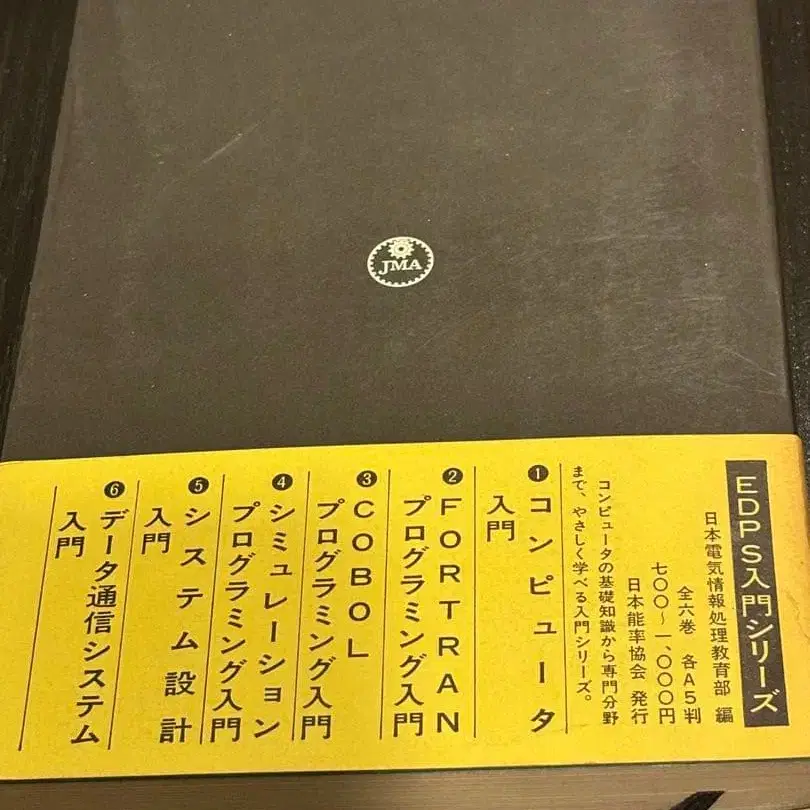 JMA
EDPS入門シリーズ
日本電気情報処理教育部 編
全六巻 各A5判
七〇〇〜一、〇〇〇円
日本能率協会 発行
コンピュータの基礎知識から専門分野
まで、やさしく学べる入門シリーズ。
❶コンピュータ
入門
❷FORTRAN
プログラミング入門
❸COBOL
プログラミング入門
❹シミュレーション
プログラミング入門
❺システム設計
入門
❻データ通信システム
入門